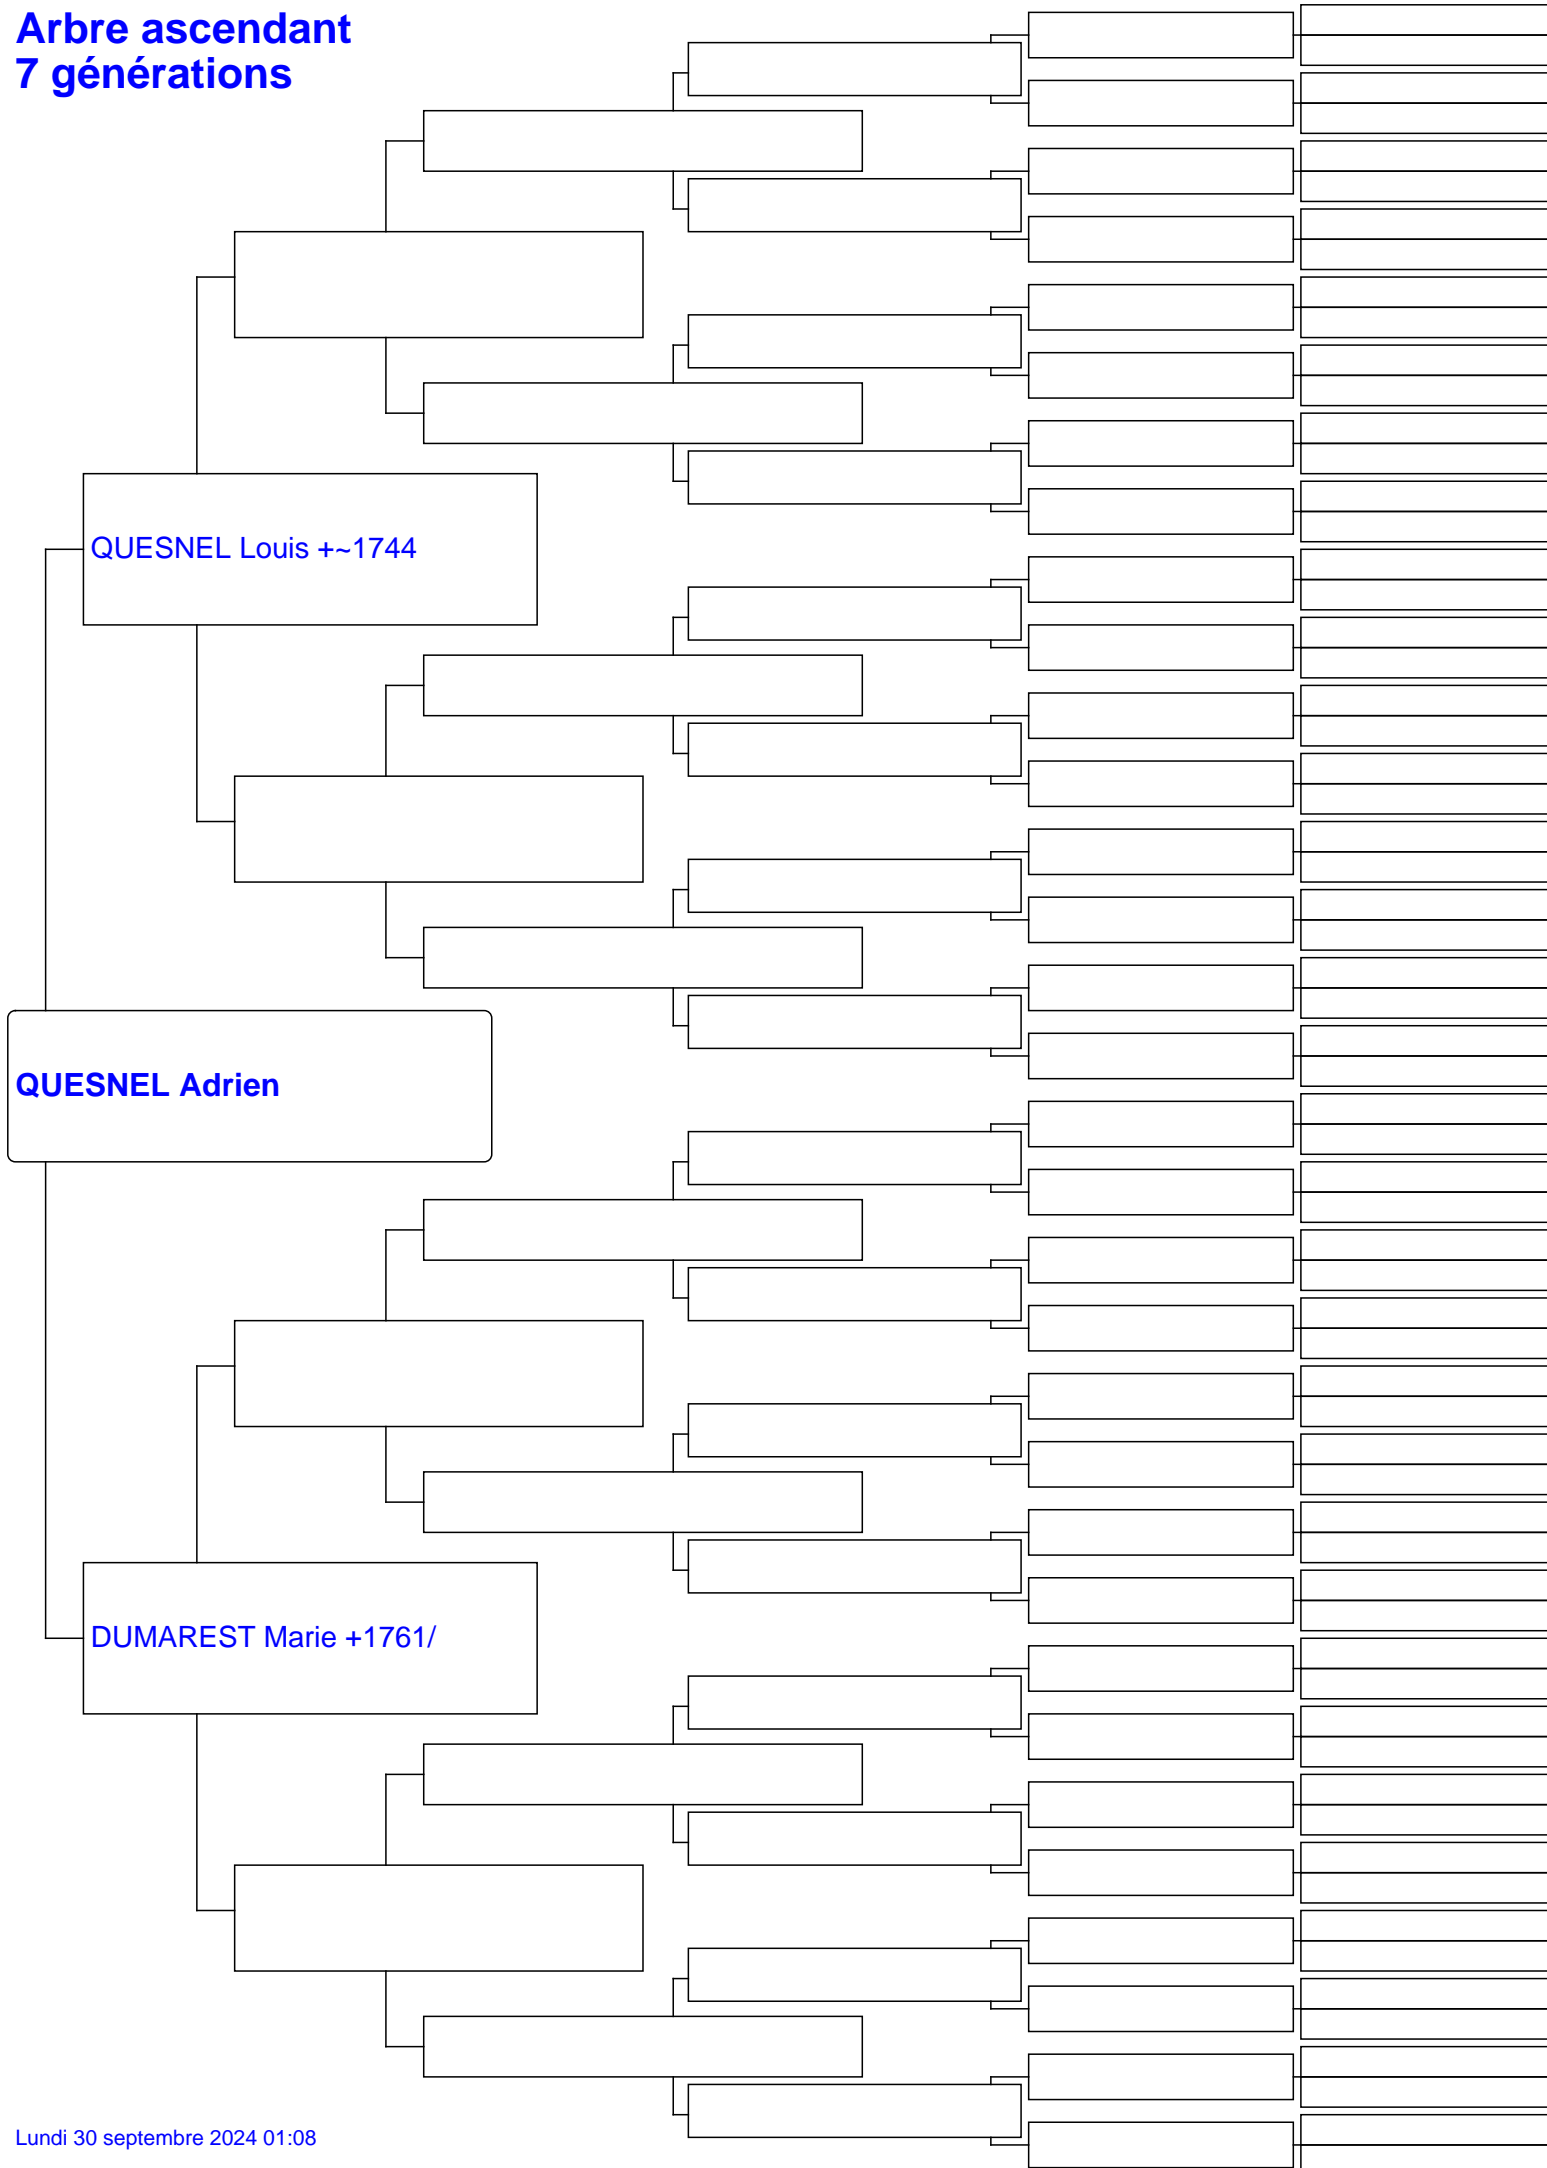 Arbre ascendant
7 générations
QUESNEL Louis +~1744
QUESNEL Adrien
DUMAREST Marie +1761/
Lundi 30 septembre 2024 01:08